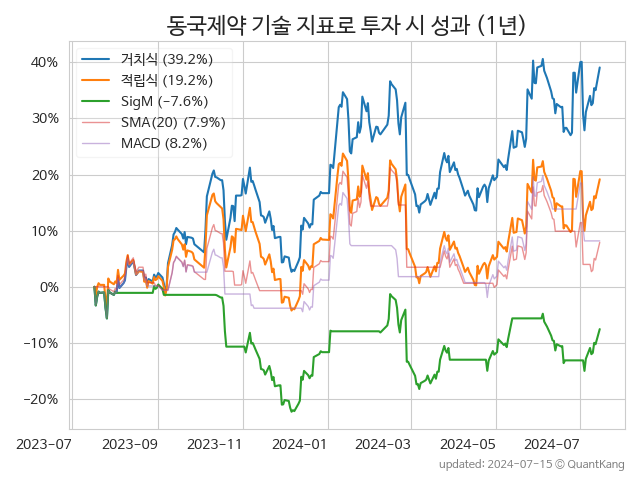 동국제약 기술 지표로 투자 시 성과 (1년)
거치식 (39.2%)
적립식 (19.2%)
SigM (−7.6%)
SMA(20) (7.9%)
MACD (8.2%)
40%
30%
20%
10%
0%
−10%
−20%
2023-07 2023-09 2023-11 2024-01 2024-03 2024-05 2024-07
updated: 2024-07-15 © QuantKang